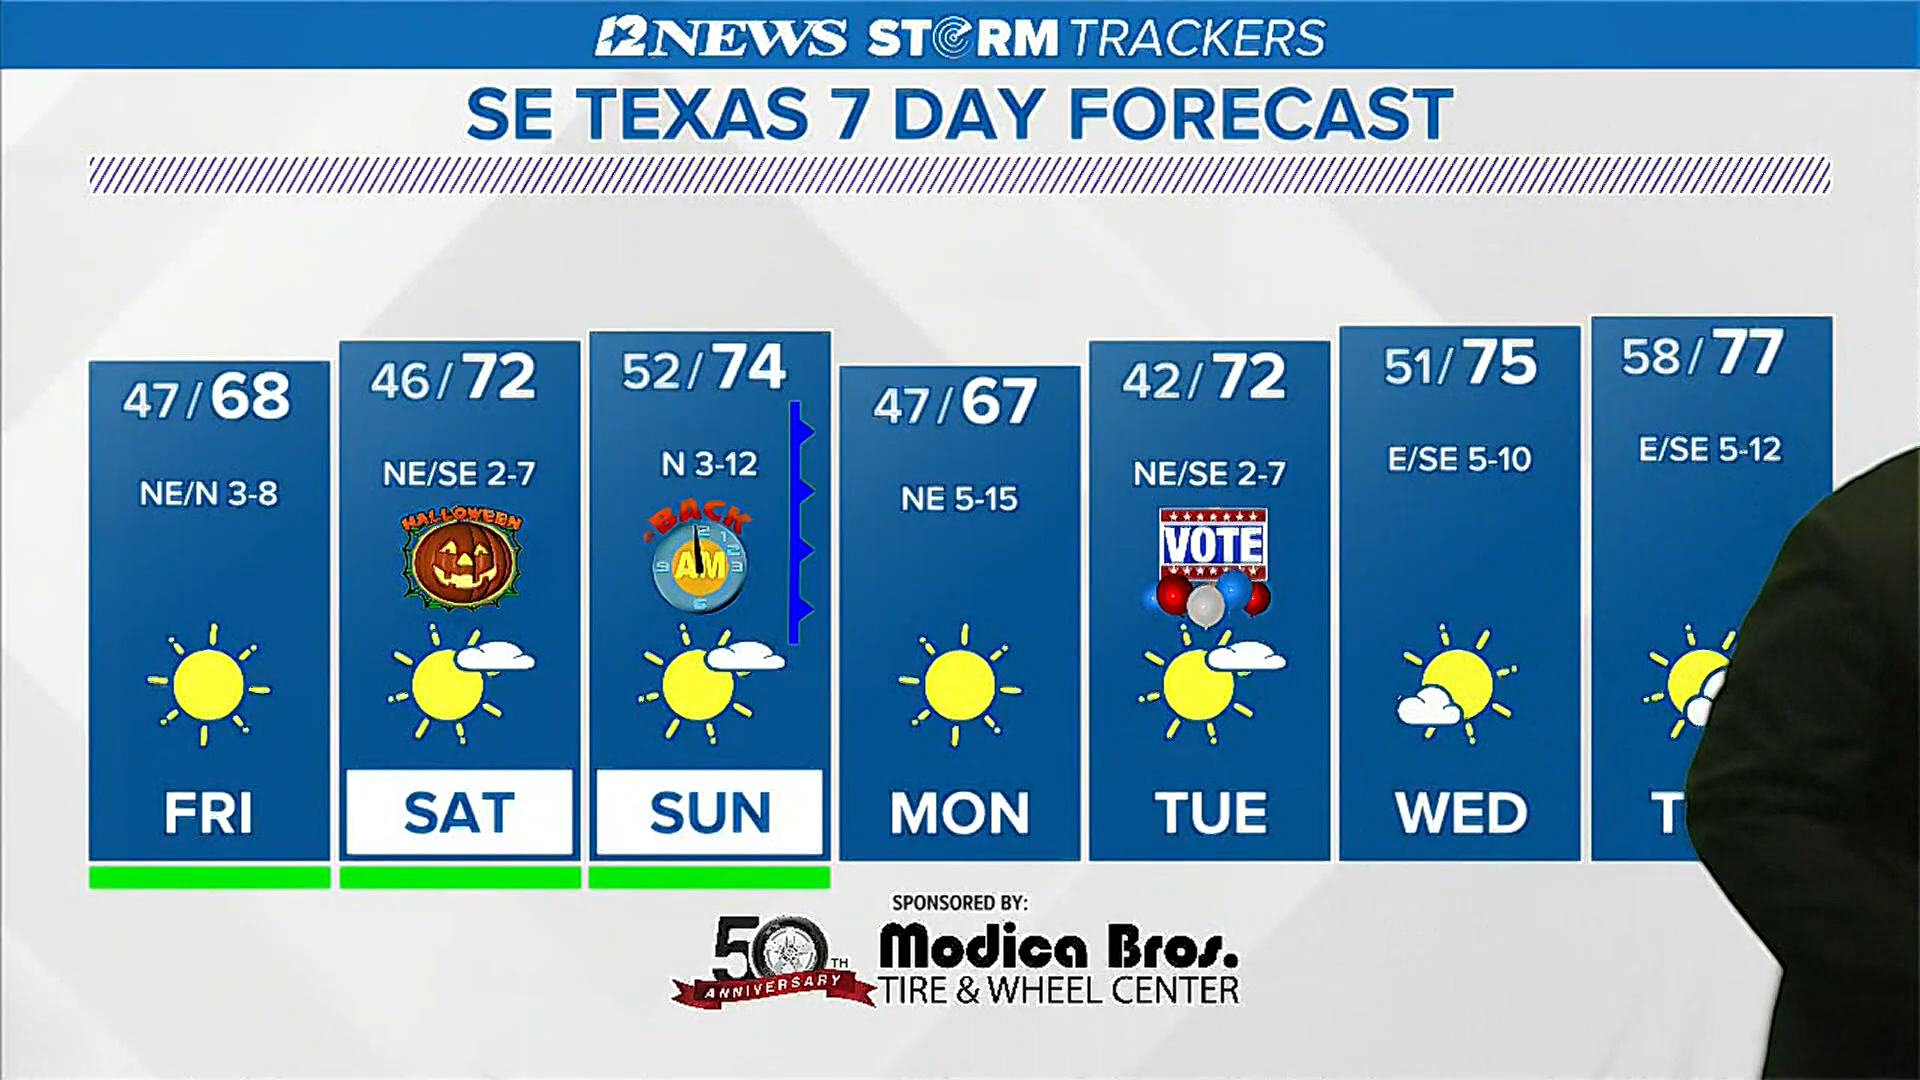 12NEWS STORM TRACKERS
SE TEXAS 7 DAY FORECAST
47/68
46/72
52/74
47/67
42/72
51/75
58/77
NE/N 3-8
NE/SE 2-7
N 3-12
NE 5-15
NE/SE 2-7
E/SE 5-10
E/SE 5-12
HALLOWEEN
BACK
AM
VOTE
FRI
SAT
SUN
MON
TUE
WED
T
SPONSORED BY:
50TH
ANNIVERSARY
Modica Bros.
TIRE & WHEEL CENTER